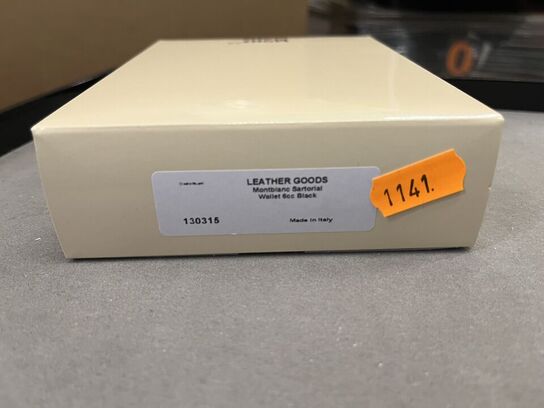 LEATHER GOODS
Montblanc Sartorial
Wallet 6cc Black
130315
Made in Italy
1141.